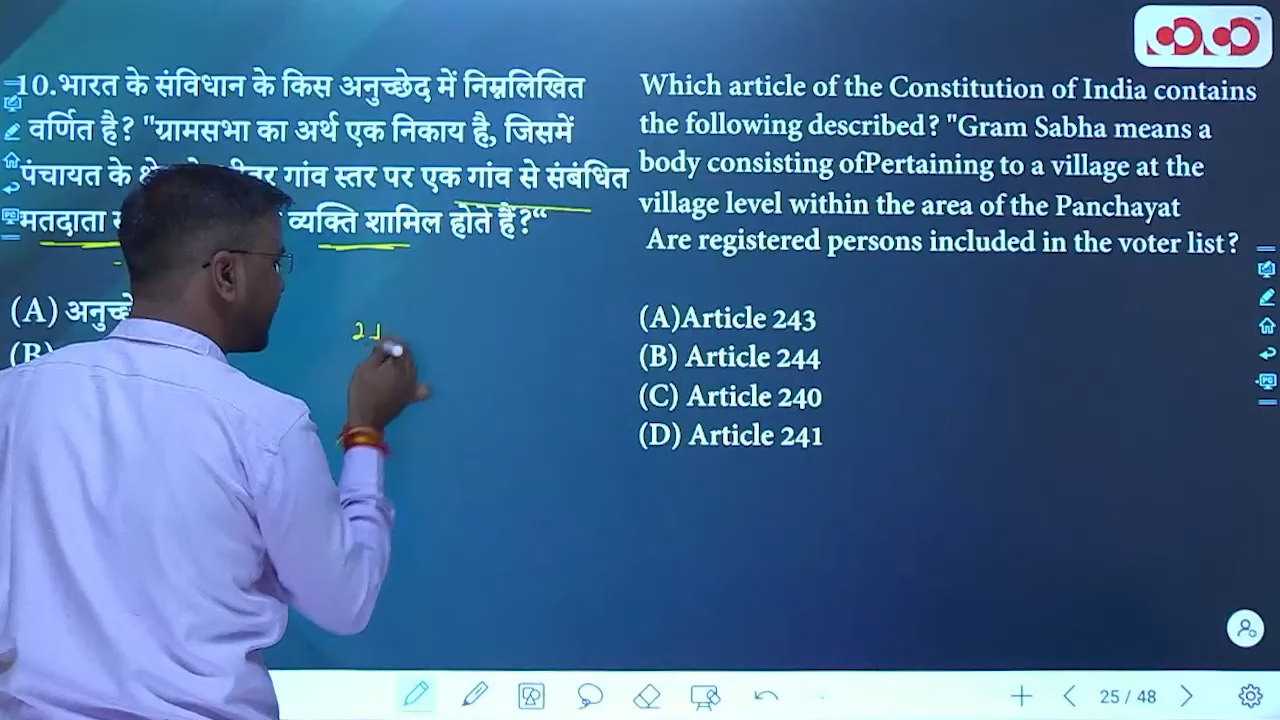 10.भारत के संविधान के किस अनुच्छेद में निम्नलिखित
वर्णित है? "ग्रामसभा का अर्थ एक निकाय है, जिसमें
पंचायत के गांव स्तर पर एक गांव से संबंधित
मतदाता व्यक्ति शामिल होते हैं?“
(A)
(B)
Which article of the Constitution of India contains
the following described? "Gram Sabha means a
body consisting ofPertaining to a village at the
village level within the area of the Panchayat
Are registered persons included in the voter list?
(A)Article 243
(B) Article 244
(C) Article 240
(D) Article 241
25 / 48